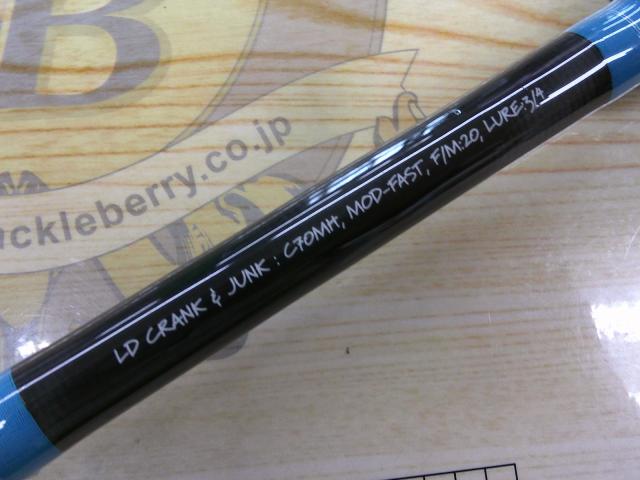 B
ckleberry.co.jp
LD CRANK & JUNK : C70MH, MOD-FAST, F/M:20, LURE:3/4